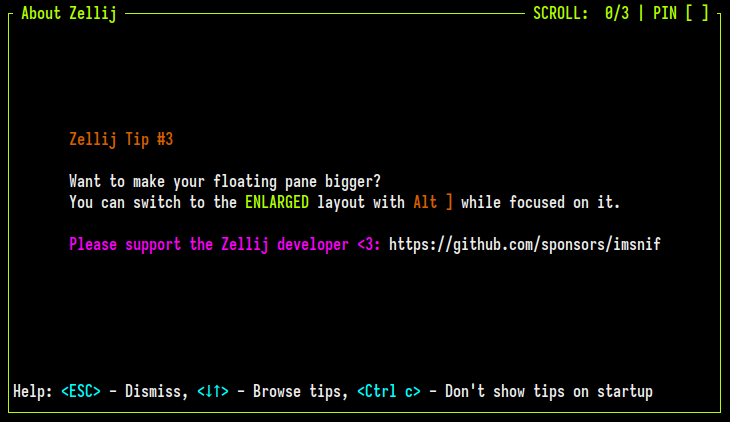 About Zellij SCROLL: 0/3 | PIN [ ]
Zellij Tip #3
Want to make your floating pane bigger?
You can switch to the ENLARGED layout with Alt ] while focused on it.
Please support the Zellij developer <3: https://github.com/sponsors/imsnif
Help: <ESC> - Dismiss, <↓↑> - Browse tips, <Ctrl c> - Don't show tips on startup